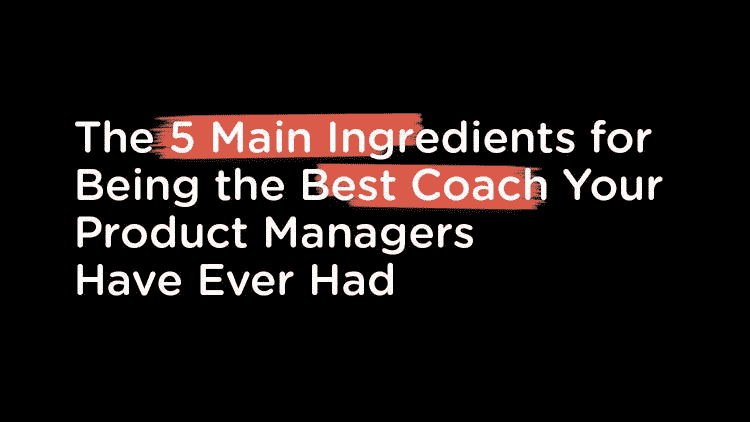 The 5 Main Ingredients for
Being the Best Coach Your
Product Managers
Have Ever Had